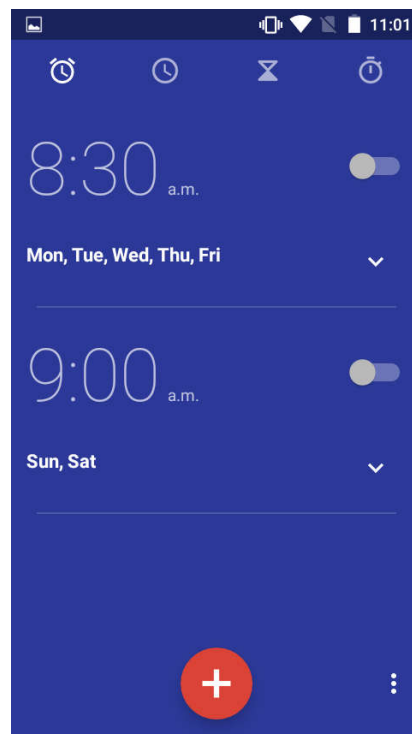 11:01
8:30 a.m.
Mon, Tue, Wed, Thu, Fri
9:00 a.m.
Sun, Sat